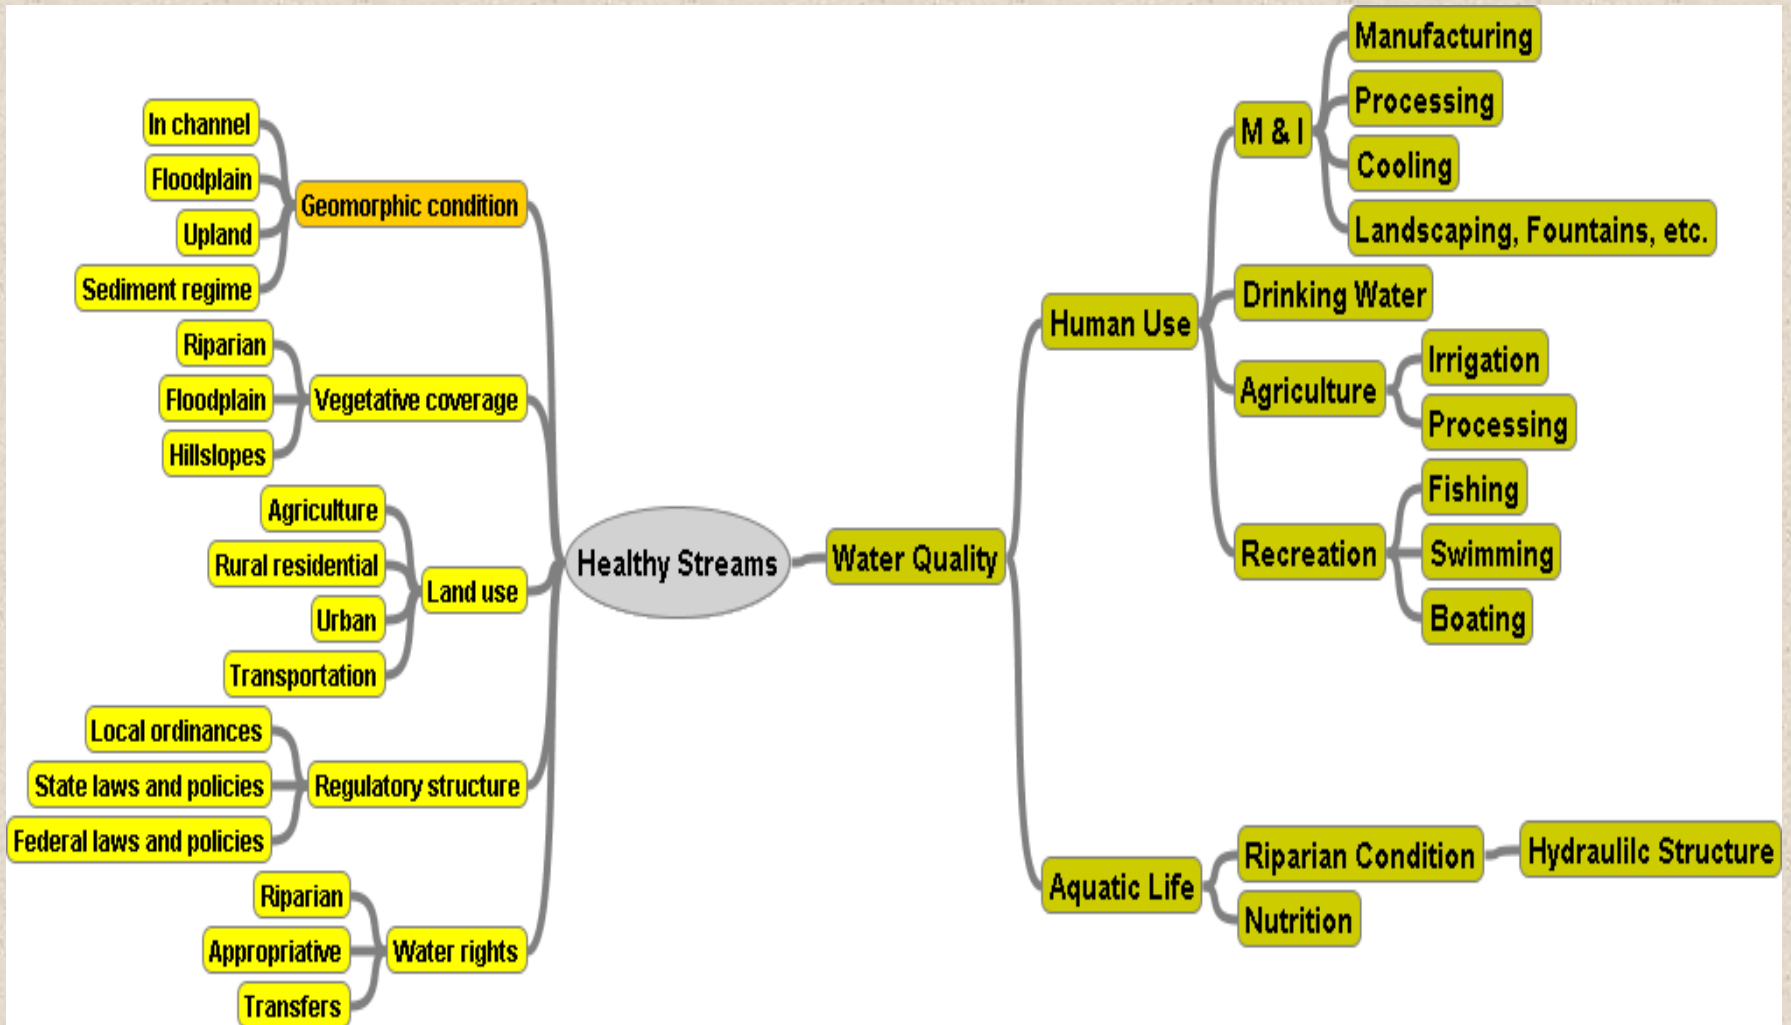 In channel
Floodplain
Upland
Sediment regime
Geomorphic condition
Riparian
Floodplain
Hillslopes
Vegetative coverage
Agriculture
Rural residential
Urban
Transportation
Land use
Local ordinances
State laws and policies
Federal laws and policies
Regulatory structure
Riparian
Appropriative
Transfers
Water rights
Healthy Streams
Water Quality
Human Use
M & I
Manufacturing
Processing
Cooling
Landscaping, Fountains, etc.
Drinking Water
Agriculture
Irrigation
Processing
Recreation
Fishing
Swimming
Boating
Aquatic Life
Riparian Condition
Hydraulilc Structure
Nutrition